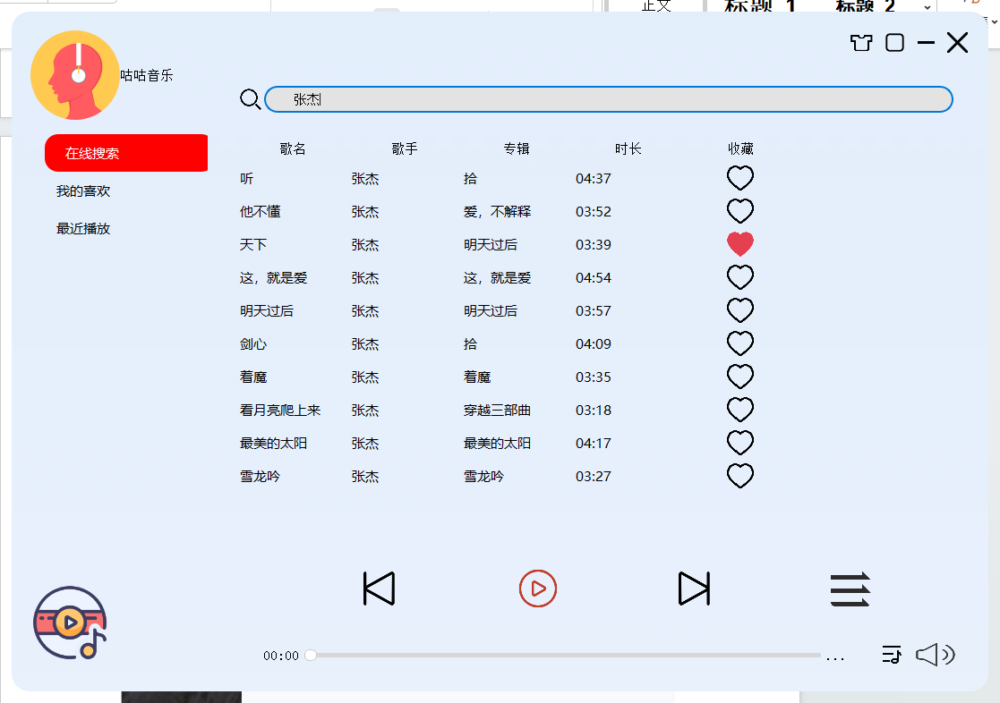 正文
标题 1
标题 2
咕咕音乐
张杰
在线搜索
我的喜欢
最近播放
歌名 歌手 专辑 时长 收藏
听 张杰 拾 04:37
他不懂 张杰 爱，不解释 03:52
天下 张杰 明天过后 03:39
这，就是爱 张杰 这，就是爱 04:54
明天过后 张杰 明天过后 03:57
剑心 张杰 拾 04:09
着魔 张杰 着魔 03:35
看月亮爬上来 张杰 穿越三部曲 03:18
最美的太阳 张杰 最美的太阳 04:17
雪龙吟 张杰 雪龙吟 03:27
00:00 ...